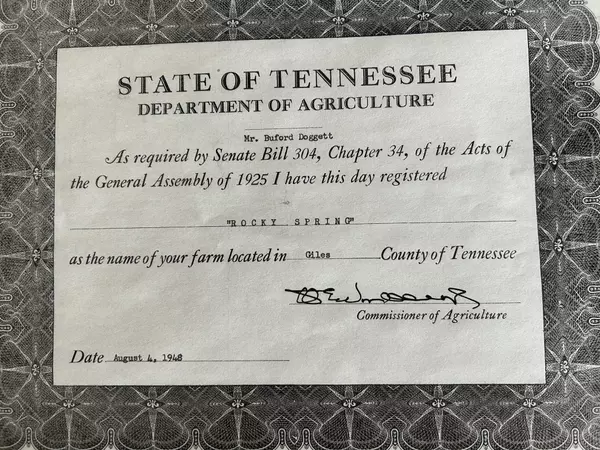 STATE OF TENNESSEE
DEPARTMENT OF AGRICULTURE
Mr. Buford Doggett
As required by Senate Bill 304, Chapter 34, of the Acts of
the General Assembly of 1925 I have this day registered
"ROCKY SPRING"
as the name of your farm located in Giles County of Tennessee
Commissioner of Agriculture
Date August 4, 1948